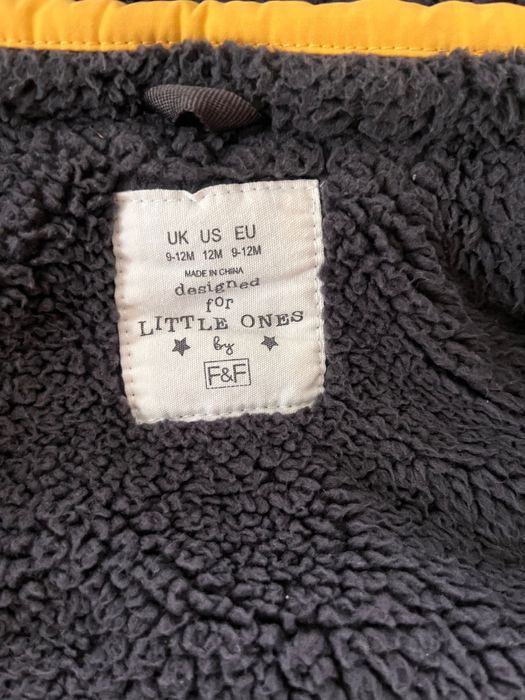 UK US EU
9-12M 12M 9-12M
MADE IN CHINA
designed
for
LITTLE ONES
by
F&F